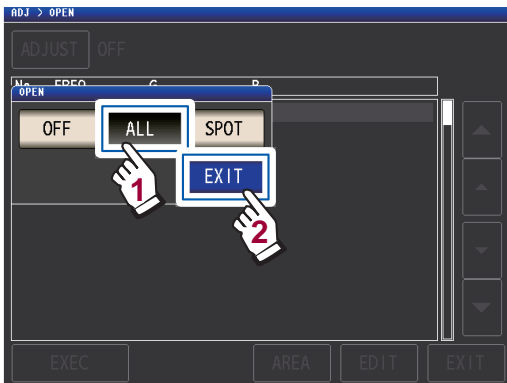 ADJ > OPEN
ADJUST OFF
No. FREQ G B
OPEN
OFF ALL SPOT
EXIT
1
2
EXEC AREA EDIT EXIT